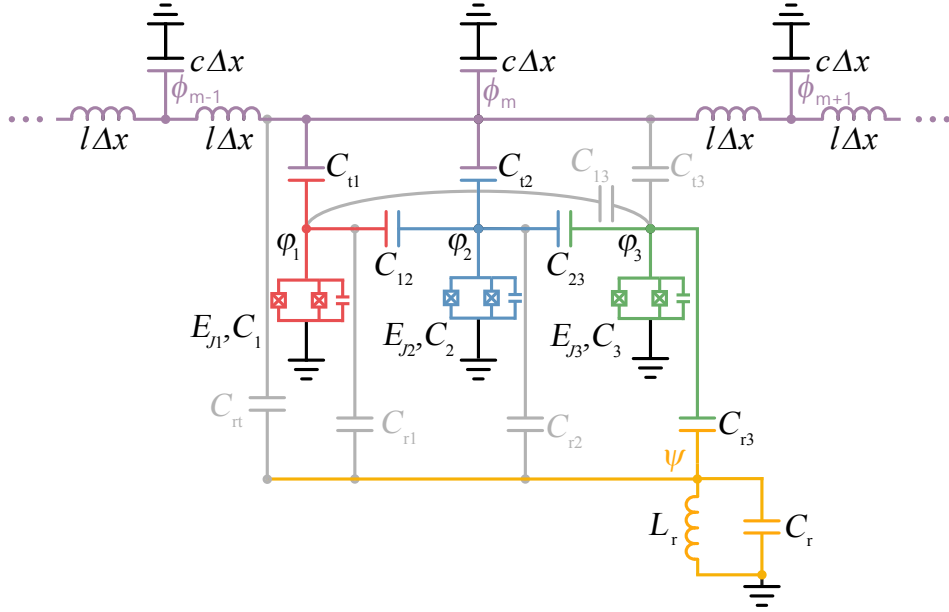 cΔx cΔx cΔx
ϕm-1 ϕm ϕm+1
lΔx lΔx lΔx lΔx
Ct1 Ct2 C13 Ct3
φ1 φ2 φ3
C12 C23
EJ1,C1 EJ2,C2 EJ3,C3
Crt Cr1 Cr2 Cr3
ψ
Lr Cr